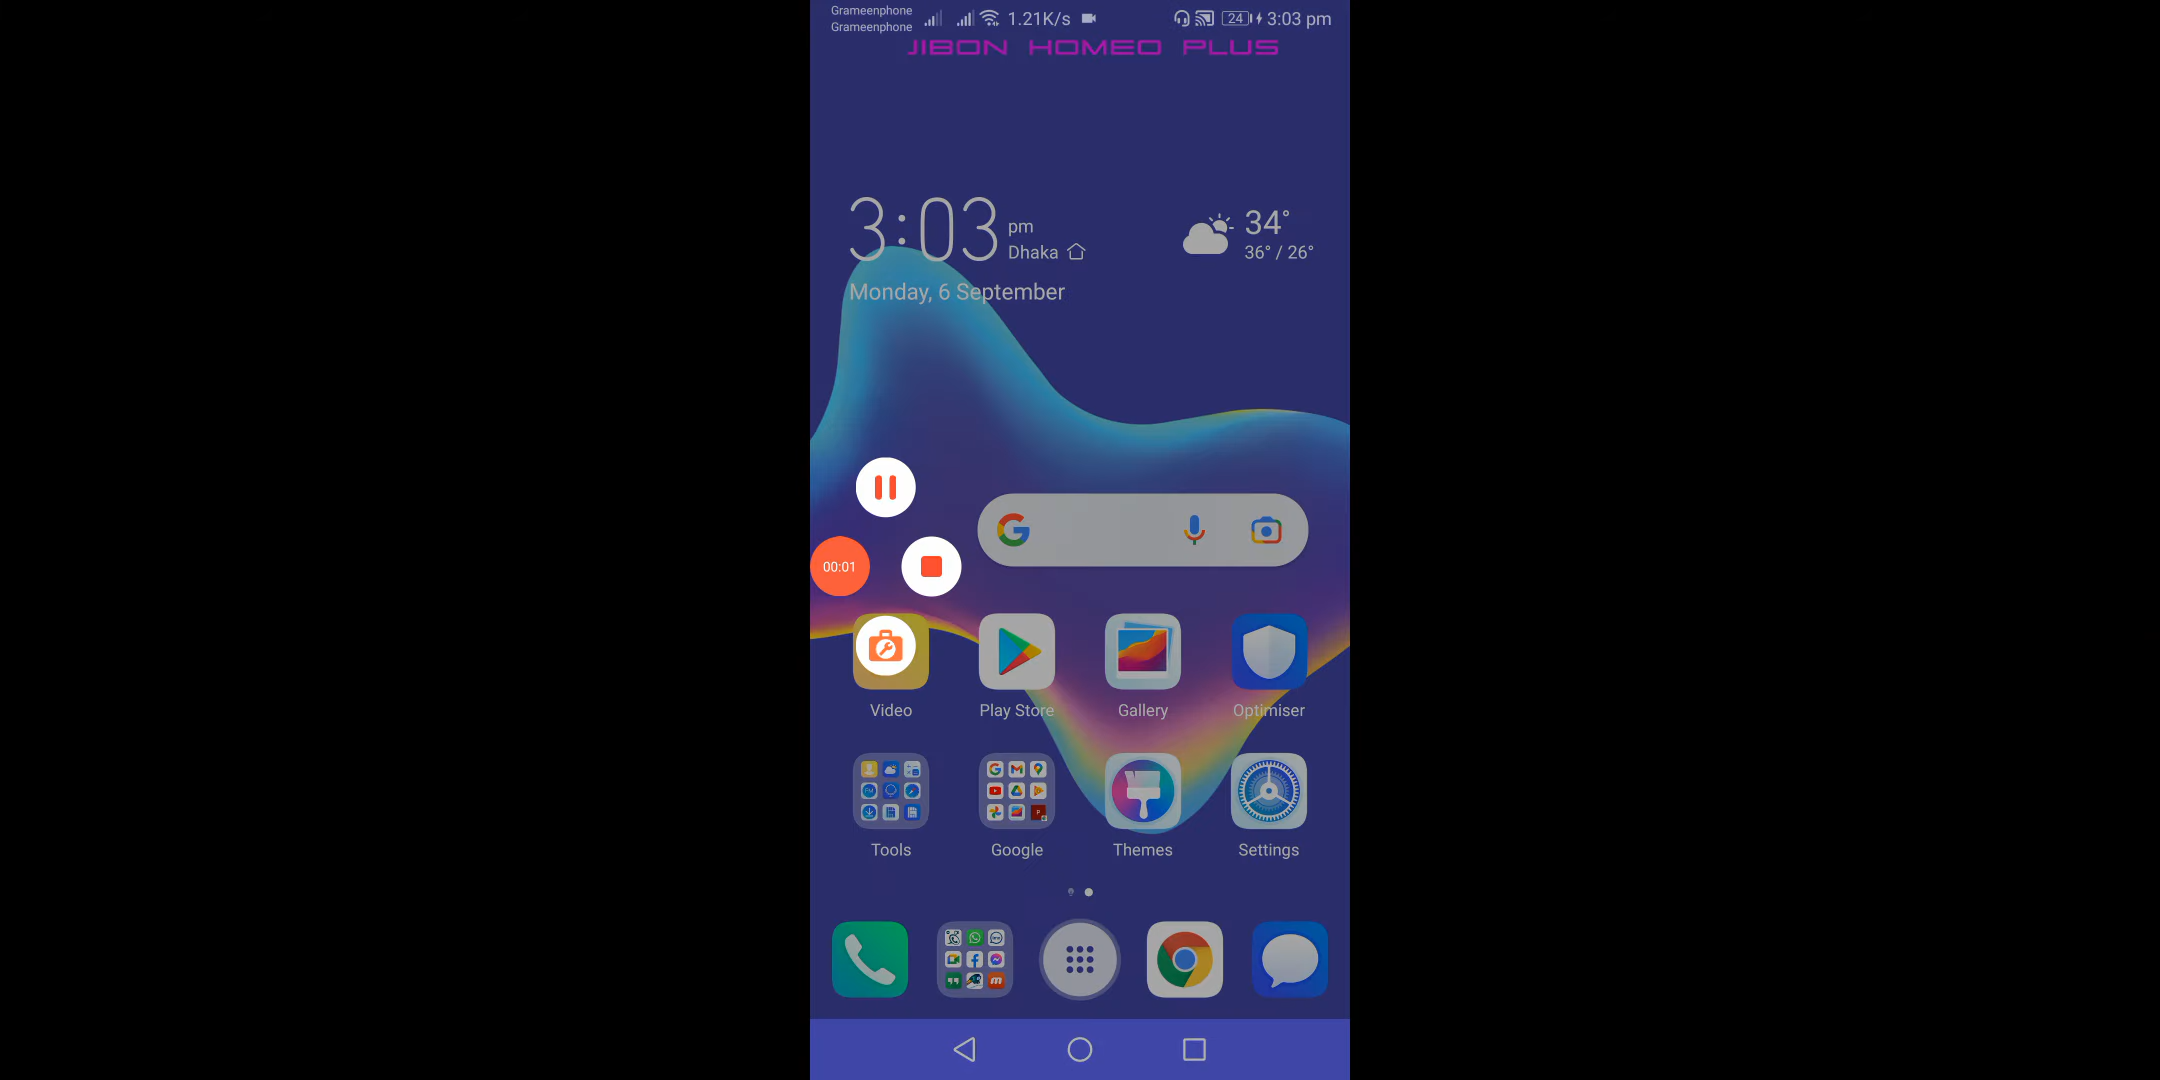 Grameenphone
Grameenphone
1.21K/s
24
3:03 pm
JIBON HOMEO PLUS
3:03 pm
Dhaka
34°
36° / 26°
Monday, 6 September
00:01
Video
Play Store
Gallery
Optimiser
Tools
Google
Themes
Settings